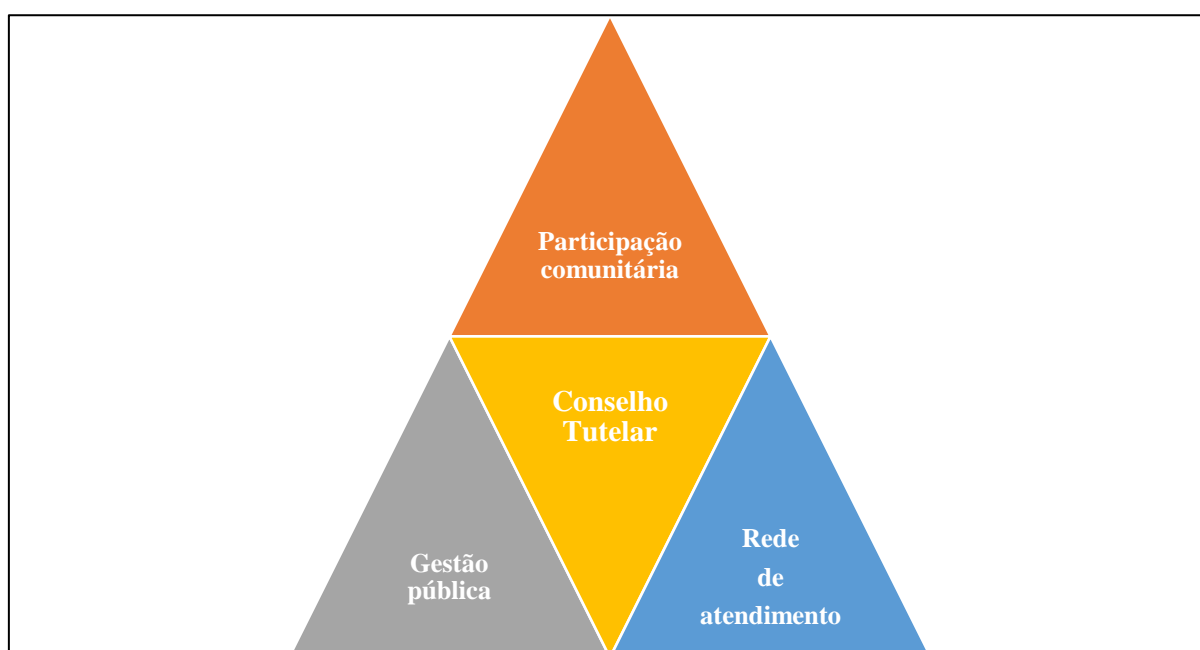 Participação
comunitária
Conselho
Tutelar
Gestão
pública
Rede
de
atendimento